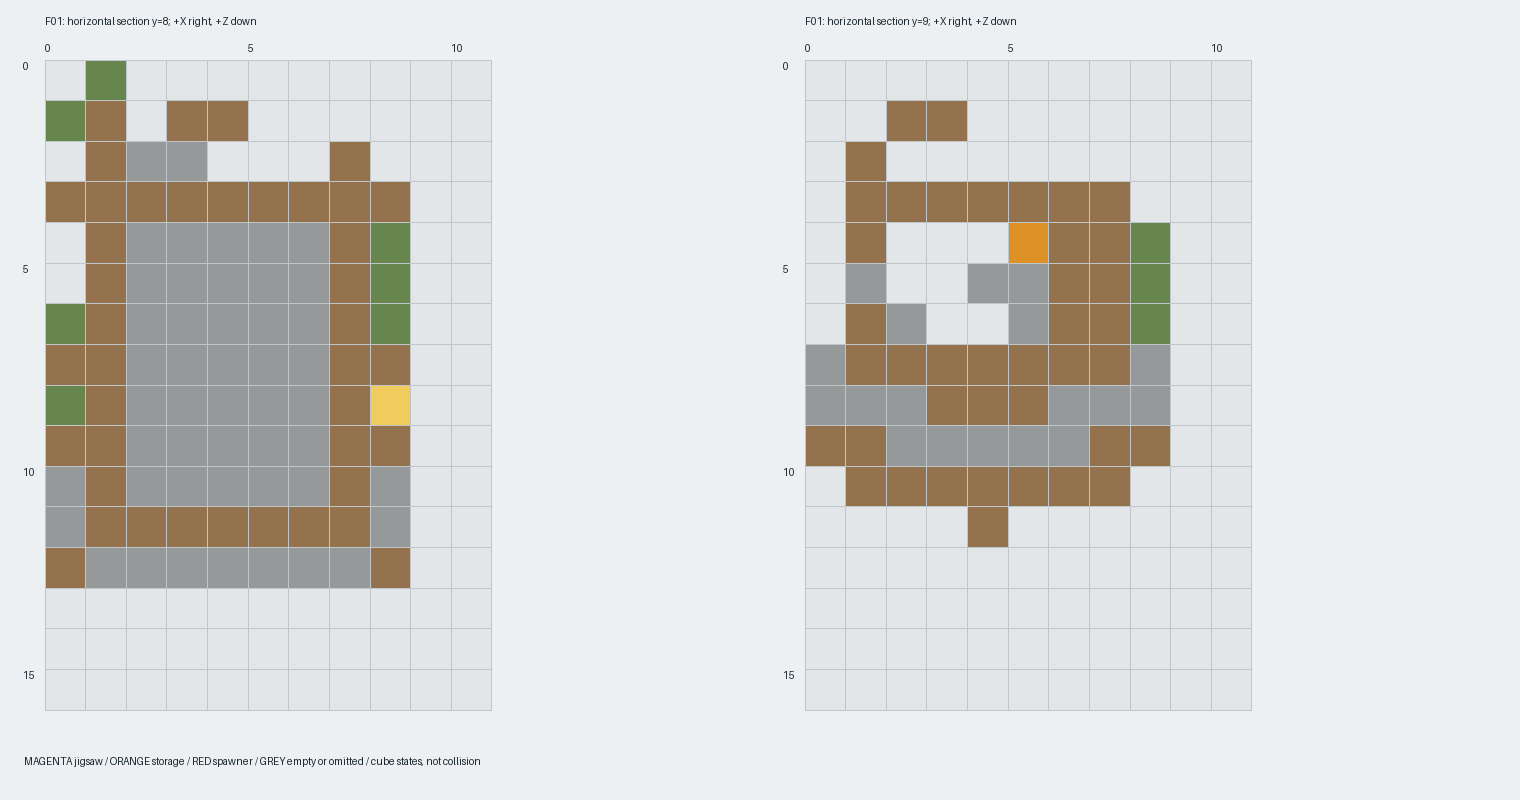 F01: horizontal section y=8; +X right, +Z down
F01: horizontal section y=9; +X right, +Z down
0 5 10
0 5 10
0
0
5
5
10
10
15
15
MAGENTA jigsaw / ORANGE storage / RED spawner / GREY empty or omitted / cube states, not collision